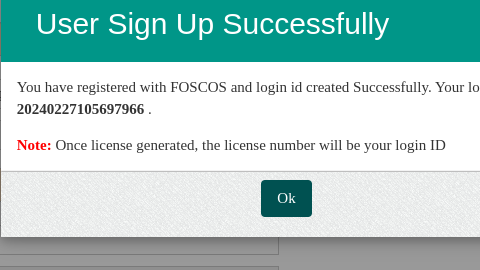 User Sign Up Successfully
You have registered with FOSCOS and login id created Successfully. Your lo
20240227105697966 .
Note: Once license generated, the license number will be your login ID
Ok